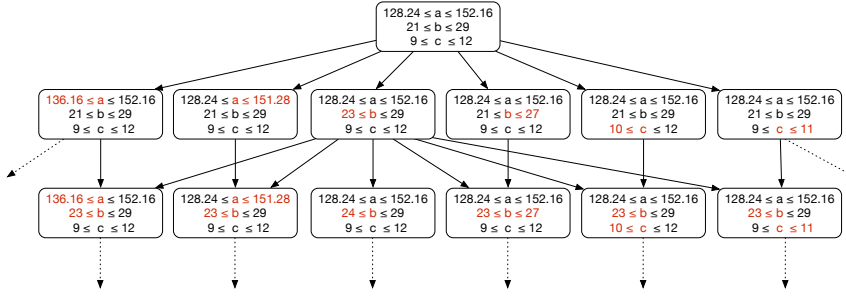 128.24 ≤ a ≤ 152.16
21 ≤ b ≤ 29
9 ≤ c ≤ 12
136.16 ≤ a ≤ 152.16
21 ≤ b ≤ 29
9 ≤ c ≤ 12
128.24 ≤ a ≤ 151.28
21 ≤ b ≤ 29
9 ≤ c ≤ 12
128.24 ≤ a ≤ 152.16
23 ≤ b ≤ 29
9 ≤ c ≤ 12
128.24 ≤ a ≤ 152.16
21 ≤ b ≤ 27
9 ≤ c ≤ 12
128.24 ≤ a ≤ 152.16
21 ≤ b ≤ 29
10 ≤ c ≤ 12
128.24 ≤ a ≤ 152.16
21 ≤ b ≤ 29
9 ≤ c ≤ 11
136.16 ≤ a ≤ 152.16
23 ≤ b ≤ 29
9 ≤ c ≤ 12
128.24 ≤ a ≤ 151.28
23 ≤ b ≤ 29
9 ≤ c ≤ 12
128.24 ≤ a ≤ 152.16
24 ≤ b ≤ 29
9 ≤ c ≤ 12
128.24 ≤ a ≤ 152.16
23 ≤ b ≤ 27
9 ≤ c ≤ 12
128.24 ≤ a ≤ 152.16
23 ≤ b ≤ 29
10 ≤ c ≤ 12
128.24 ≤ a ≤ 152.16
23 ≤ b ≤ 29
9 ≤ c ≤ 11